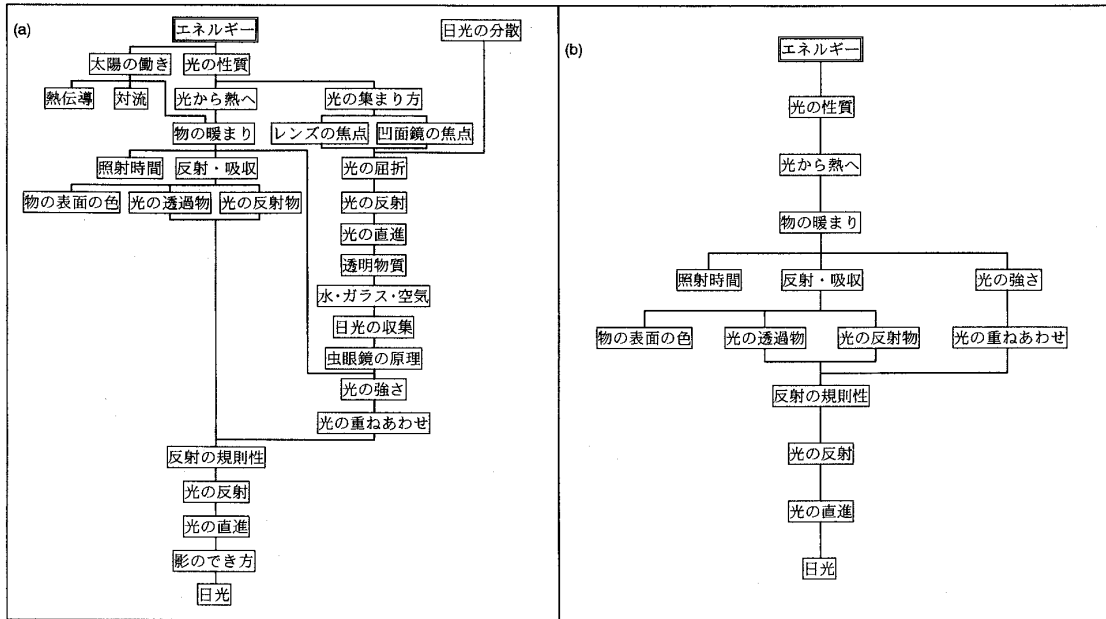 (a)
エネルギー
日光の分散
太陽の働き
光の性質
熱伝導
対流
光から熱へ
光の集まり方
物の暖まり
レンズの焦点
凹面鏡の焦点
照射時間
反射・吸収
光の屈折
物の表面の色
光の透過物
光の反射物
光の反射
光の直進
透明物質
水・ガラス・空気
日光の収集
虫眼鏡の原理
光の強さ
光の重ねあわせ
反射の規則性
光の反射
光の直進
影のでき方
日光
(b)
エネルギー
光の性質
光から熱へ
物の暖まり
照射時間
反射・吸収
光の強さ
物の表面の色
光の透過物
光の反射物
光の重ねあわせ
反射の規則性
光の反射
光の直進
日光